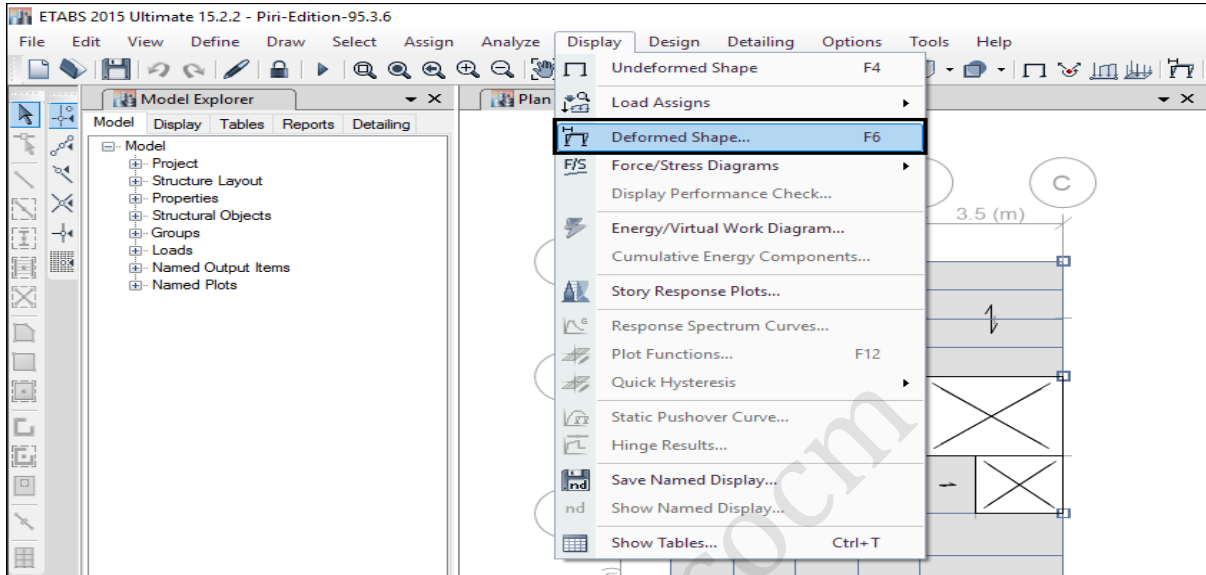 ETABS 2015 Ultimate 15.2.2 - Piri-Edition-95.3.6
File Edit View Define Draw Select Assign Analyze Display Design Detailing Options Tools Help
Model Explorer
Model Display Tables Reports Detailing
Model
Project
Structure Layout
Properties
Structural Objects
Groups
Loads
Named Output Items
Named Plots
Plan
Undeformed Shape F4
Load Assigns
Deformed Shape... F6
F/S Force/Stress Diagrams
Display Performance Check...
Energy/Virtual Work Diagram...
Cumulative Energy Components...
Story Response Plots...
Response Spectrum Curves...
Plot Functions... F12
Quick Hysteresis
Static Pushover Curve...
Hinge Results...
nd Save Named Display...
nd Show Named Display...
Show Tables... Ctrl+T
C
3.5 (m)
socm